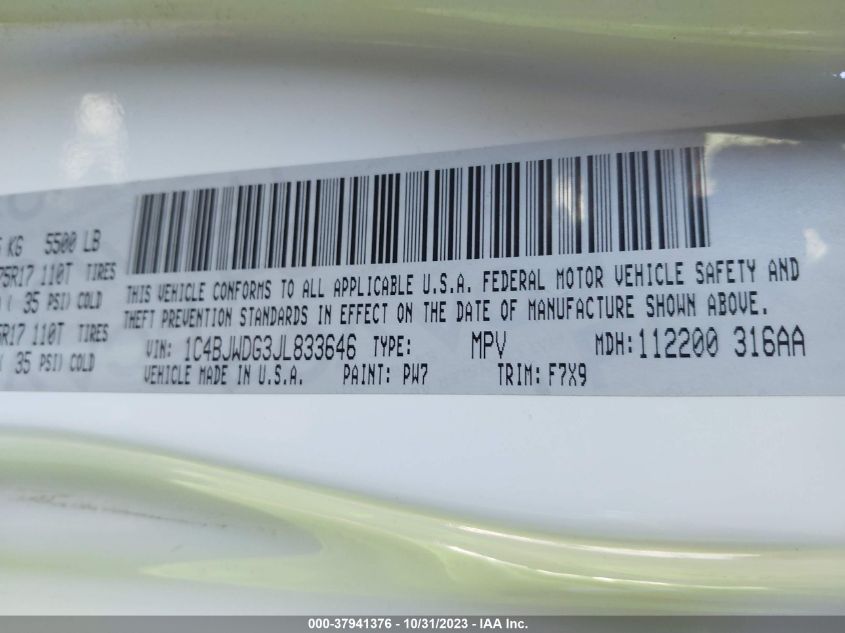 KG 5500 LB
75R17 110T TIRES
( 35 PSI) COLD
5R17 110T TIRES
( 35 PSI) COLD
THIS VEHICLE CONFORMS TO ALL APPLICABLE U.S.A. FEDERAL MOTOR VEHICLE SAFETY AND
THEFT PREVENTION STANDARDS IN EFFECT ON THE DATE OF MANUFACTURE SHOWN ABOVE.
VIN: 1C4BJWDG3JL833646 TYPE: MPV MDH: 112200 316AA
VEHICLE MADE IN U.S.A. PAINT: PW7 TRIM: F7X9
000-37941376 - 10/31/2023 - IAA Inc.